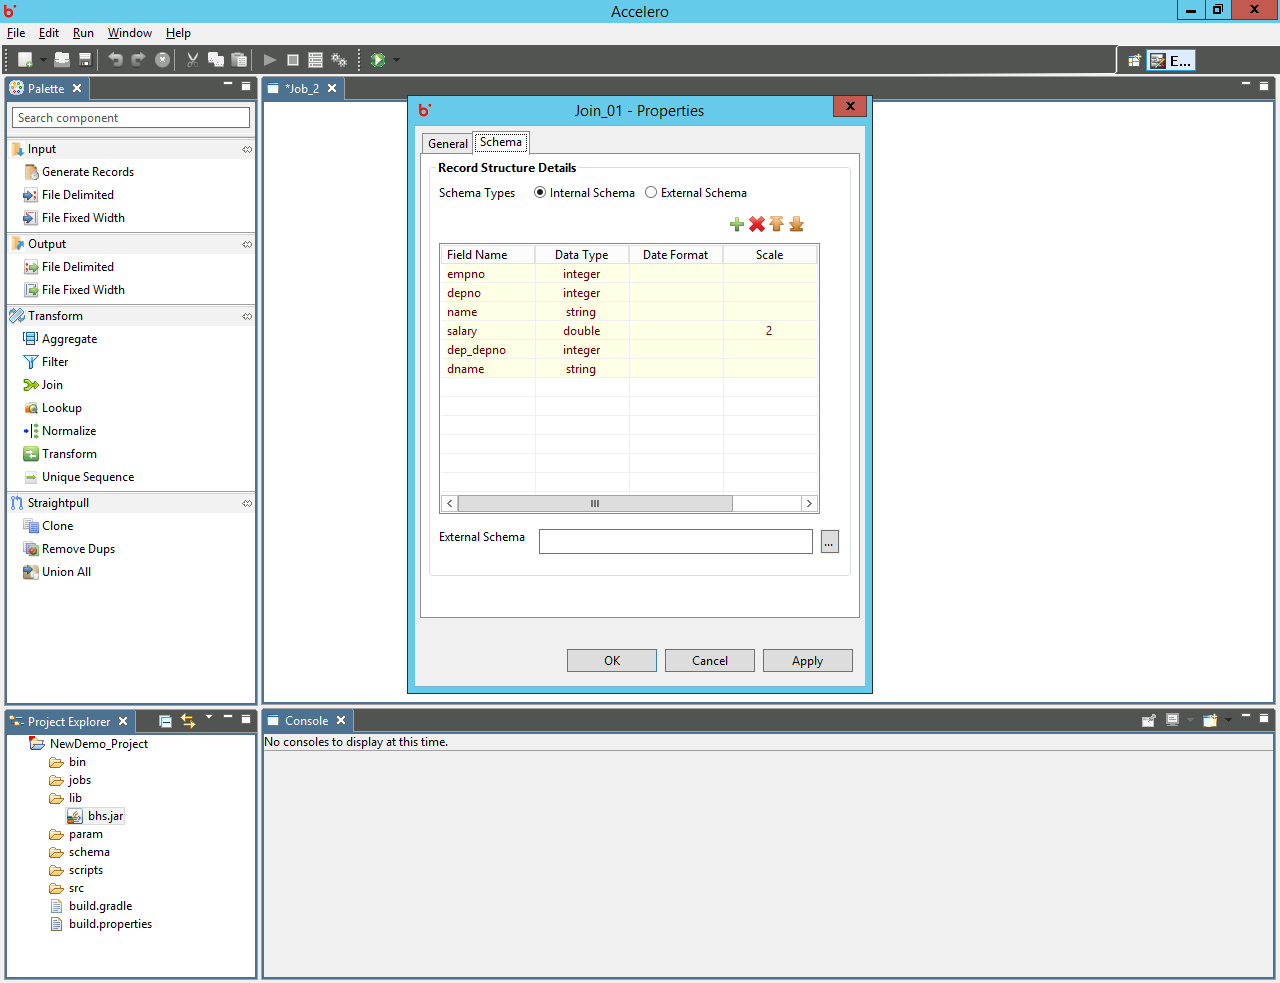 Accelero
File Edit Run Window Help
E...
Palette
Search component
Input
Generate Records
File Delimited
File Fixed Width
Output
File Delimited
File Fixed Width
Transform
Aggregate
Filter
Join
Lookup
Normalize
Transform
Unique Sequence
Straightpull
Clone
Remove Dups
Union All
*Job_2
Join_01 - Properties
General Schema
Record Structure Details
Schema Types Internal Schema External Schema
Field Name Data Type Date Format Scale
empno integer
depno integer
name string
salary double 2
dep_depno integer
dname string
External Schema ...
OK Cancel Apply
Project Explorer
NewDemo_Project
bin
jobs
lib
bhs.jar
param
schema
scripts
src
build.gradle
build.properties
Console
No consoles to display at this time.